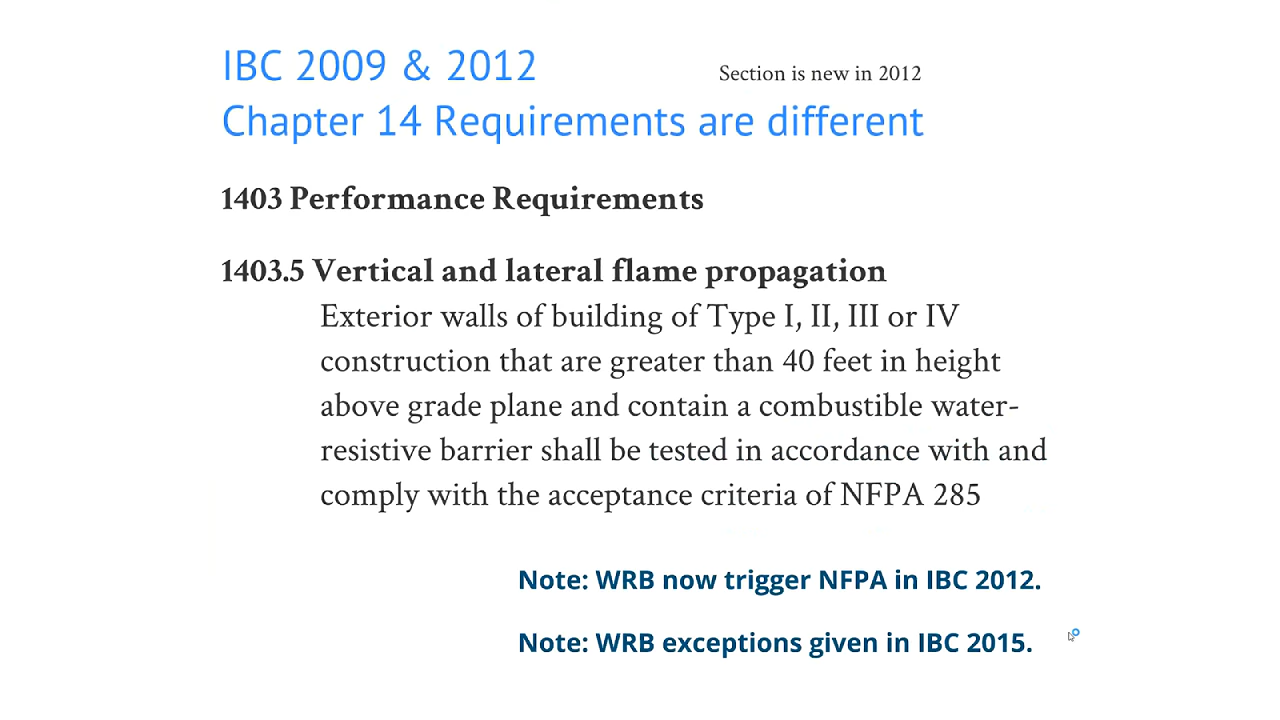 IBC 2009 & 2012
Section is new in 2012
Chapter 14 Requirements are different
1403 Performance Requirements
1403.5 Vertical and lateral flame propagation
Exterior walls of building of Type I, II, III or IV
construction that are greater than 40 feet in height
above grade plane and contain a combustible water-
resistive barrier shall be tested in accordance with and
comply with the acceptance criteria of NFPA 285
Note: WRB now trigger NFPA in IBC 2012.
Note: WRB exceptions given in IBC 2015.